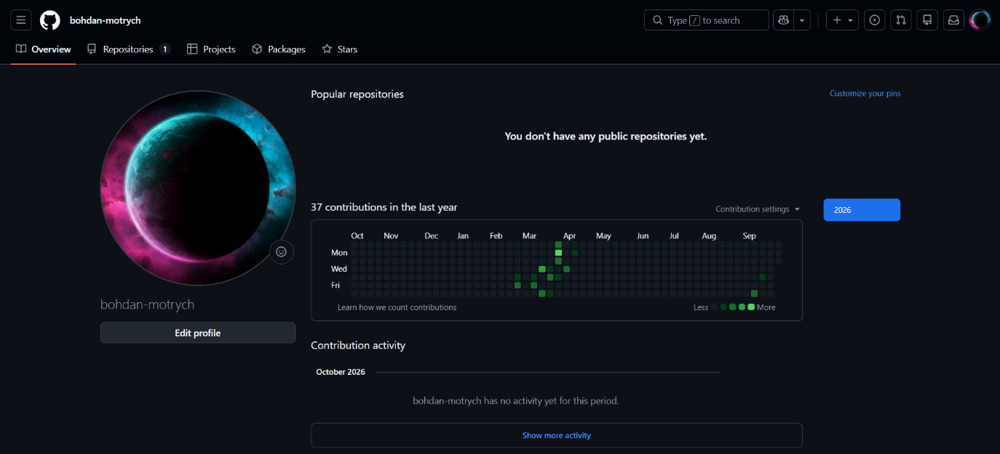 bohdan-motrych
Type / to search
Overview Repositories 1 Projects Packages Stars
Popular repositories
Customize your pins
You don't have any public repositories yet.
37 contributions in the last year
Contribution settings
2026
Oct Nov Dec Jan Feb Mar Apr May Jun Jul Aug Sep
Mon
Wed
Fri
Learn how we count contributions
Less More
bohdan-motrych
Edit profile
Contribution activity
October 2026
bohdan-motrych has no activity yet for this period.
Show more activity